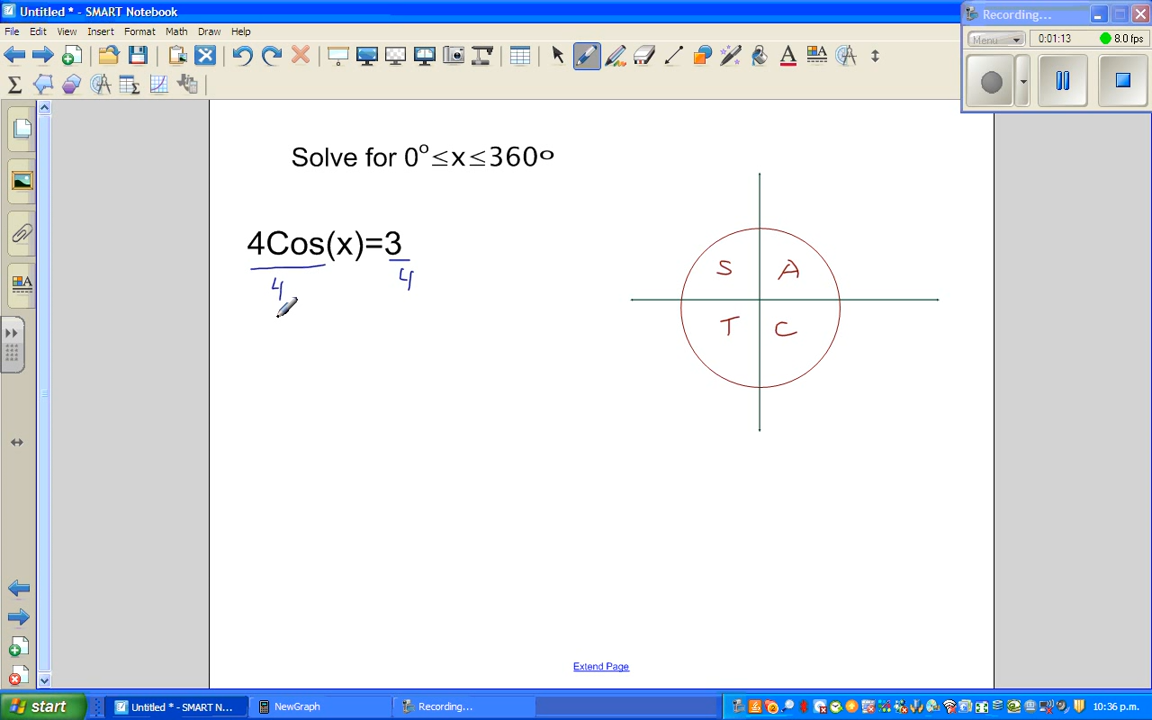 Untitled * - SMART Notebook
Recording...
File Edit View Insert Format Math Draw Help
Menu
0:01:13
8.0 fps
Solve for 0° ≤x≤360°
4Cos(x)=3
4
4
S A
T C
Extend Page
start
Untitled * - SMART N...
NewGraph
Recording...
10:36 p.m.